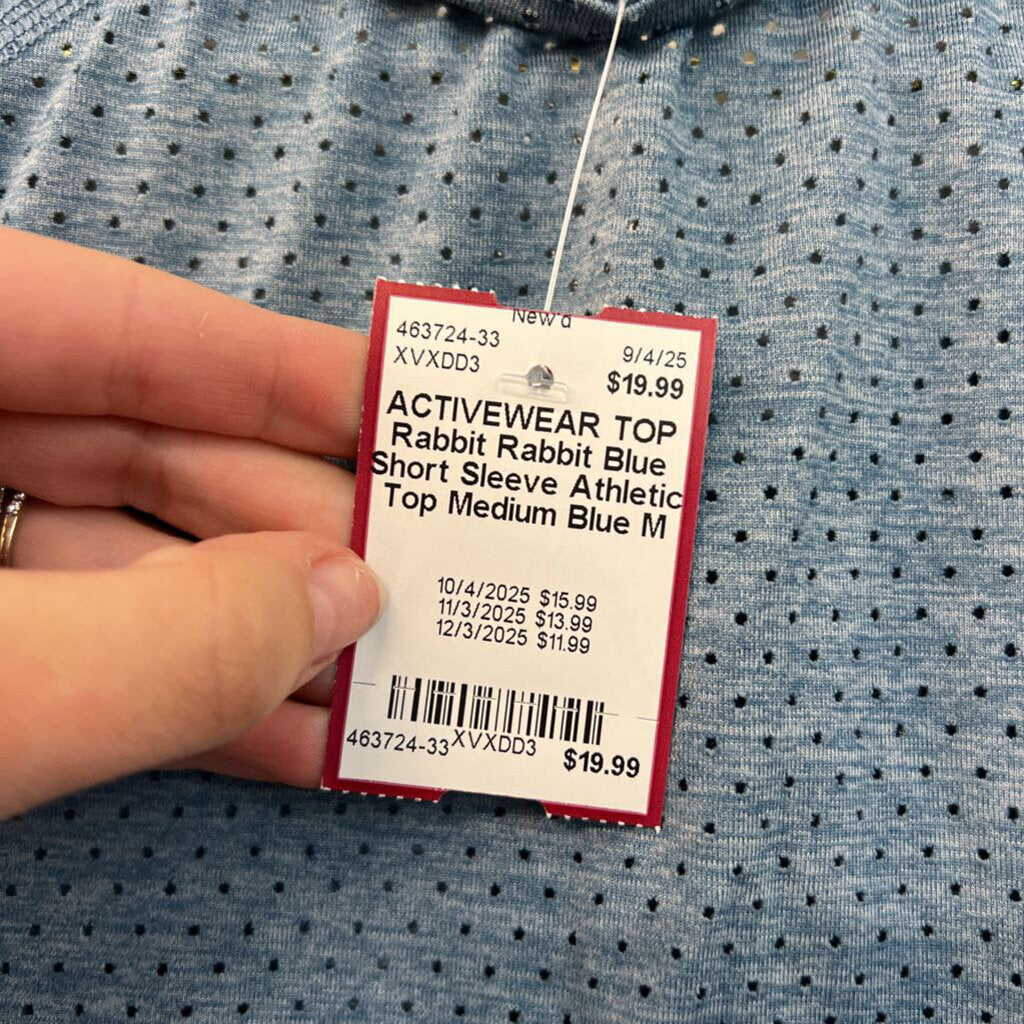 New'd
463724-33
XVXDD3
9/4/25
$19.99
ACTIVEWEAR TOP
Rabbit Rabbit Blue
Short Sleeve Athletic
Top Medium Blue M
10/4/2025 $15.99
11/3/2025 $13.99
12/3/2025 $11.99
463724-33 XVXDD3 $19.99